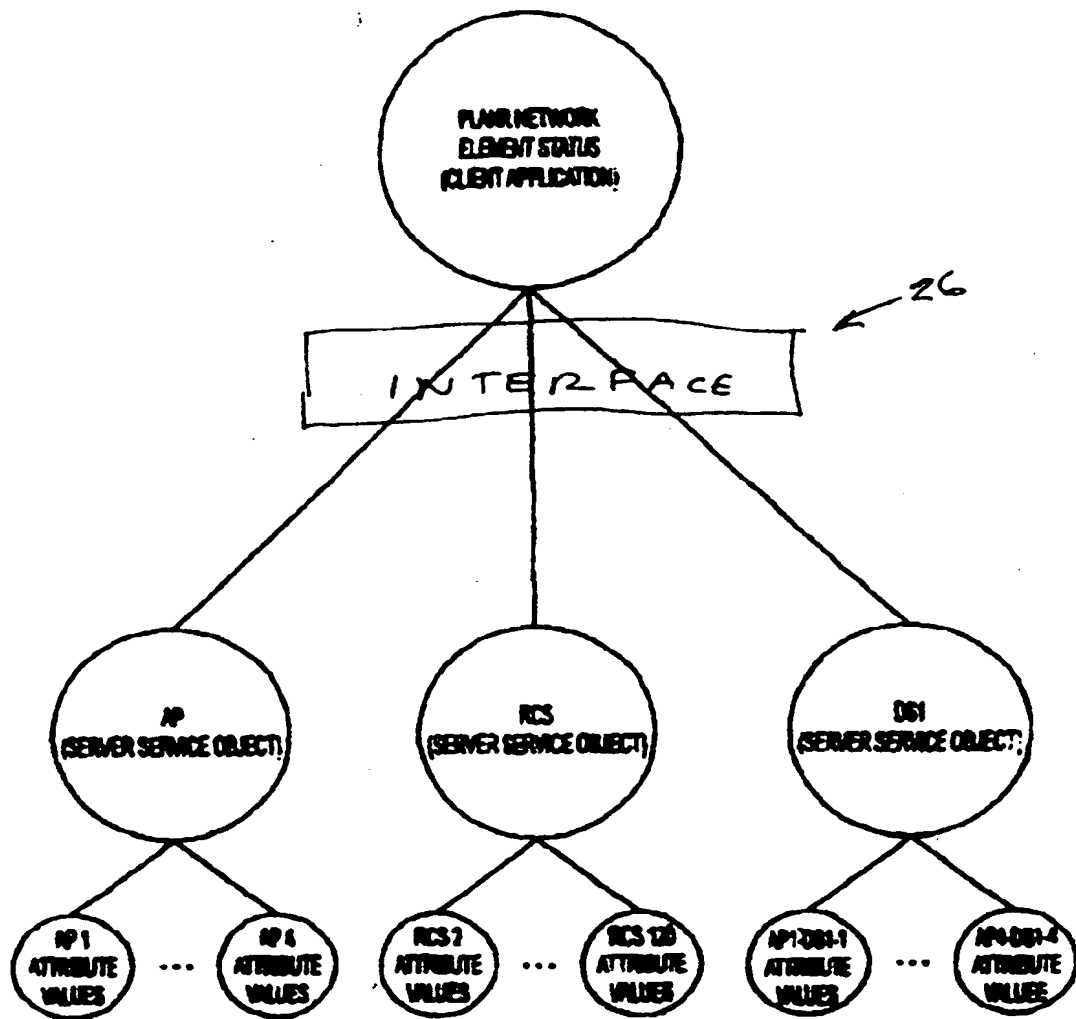 NETWORK
ELEMENT STATUS
(CLIENT APPLICATION)
26
INTERFACE
AP
(SERVER SERVICE OBJECT)
RCS
(SERVER SERVICE OBJECT)
DS1
(SERVER SERVICE OBJECT)
AP 1
ATTRIBUTE
VALUES
...
AP 4
ATTRIBUTE
VALUES
RCS 2
ATTRIBUTE
VALUES
...
RCS 120
ATTRIBUTE
VALUES
AP1-DS1-1
ATTRIBUTE
VALUES
...
AP4-DS1-4
ATTRIBUTE